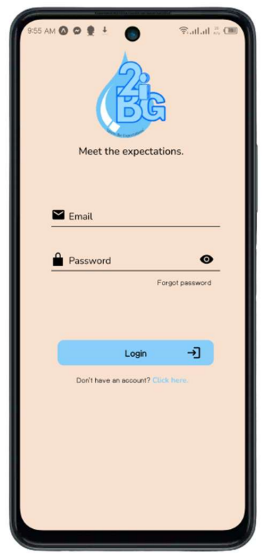 9:55 AM
2iBG
Meet the expectations.
Email
Password
Forgot password
Login
Don't have an account? Click here.